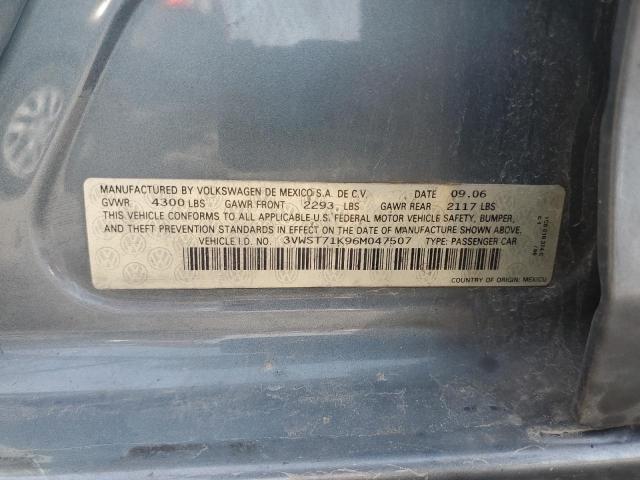 MANUFACTURED BY VOLKSWAGEN DE MEXICO S.A. DE C.V. DATE 09.06
GVWR 4300 LBS GAWR FRONT 2293 LBS GAWR REAR 2117 LBS
THIS VEHICLE CONFORMS TO ALL APPLICABLE U.S. FEDERAL MOTOR VEHICLE SAFETY, BUMPER,
AND THEFT PREVENTION STANDARDS IN EFFECT ON THE DATE OF MANUFACTURE SHOWN ABOVE.
VEHICLE I.D. NO. 3VWST71K96M047507 TYPE: PASSENGER CAR
COUNTRY OF ORIGIN: MEXICO